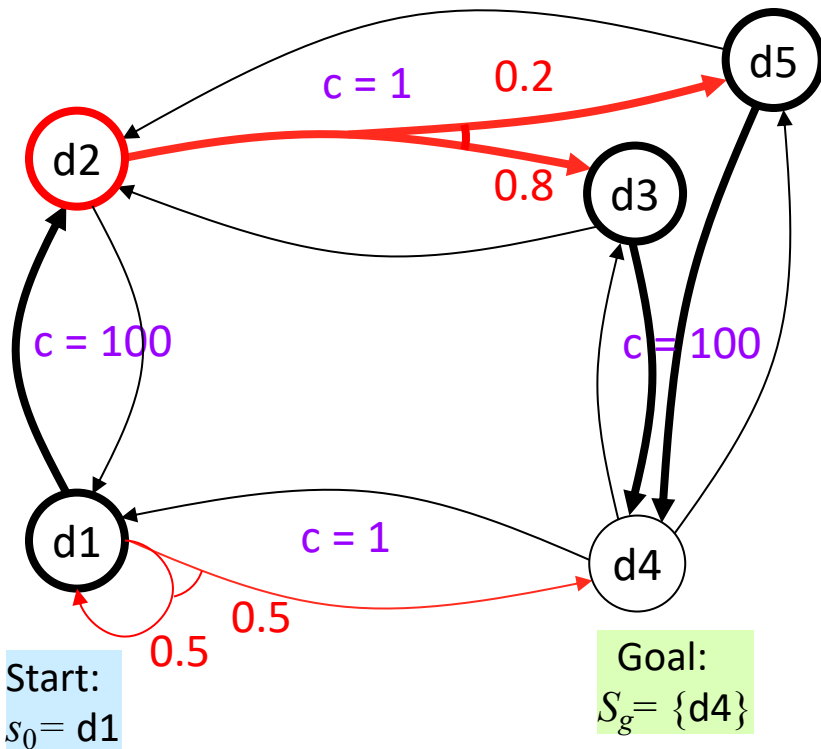 d5
c = 1
0.2
d2
0.8
d3
c = 100
c = 100
d1
c = 1
d4
0.5
0.5
Start:
s₀= d1
Goal:
S_g= {d4}